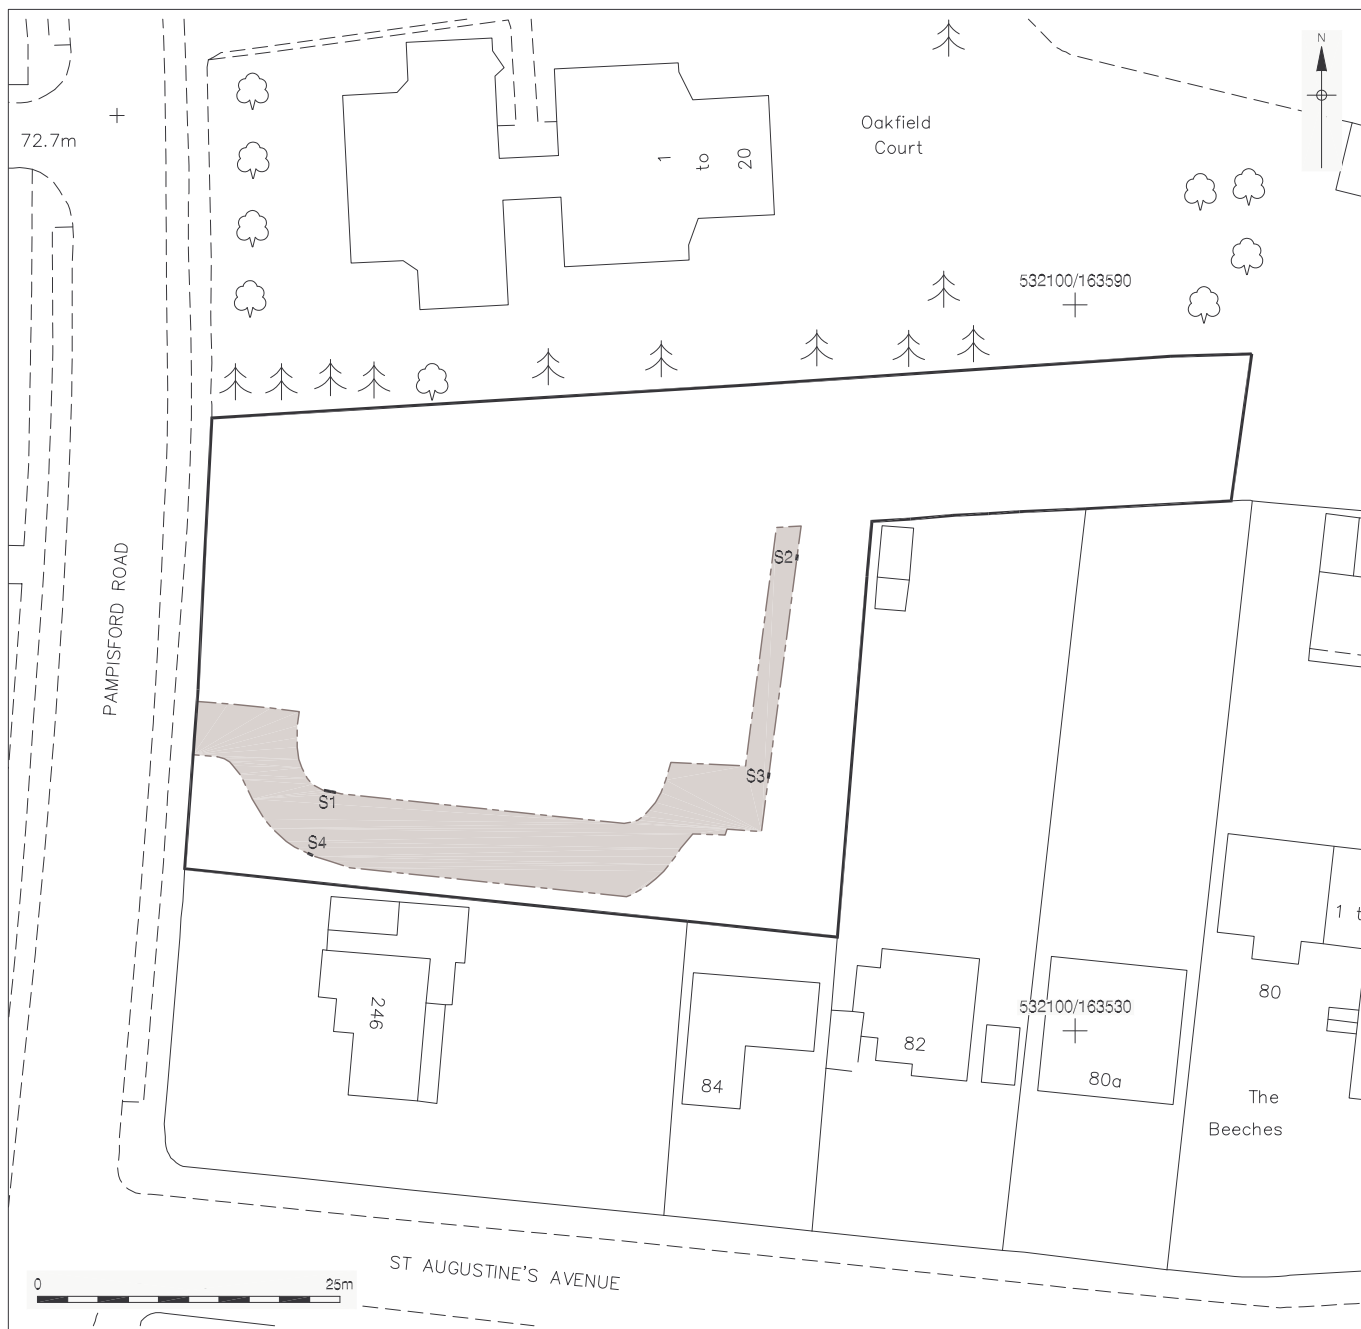 N
72.7m
Oakfield
Court
1
to
20
532100/163590
PAMPISFORD ROAD
S2
S3
S1
S4
1 t
80
246
532100/163530
82
80a
84
The
Beeches
ST AUGUSTINE'S AVENUE
0
25m